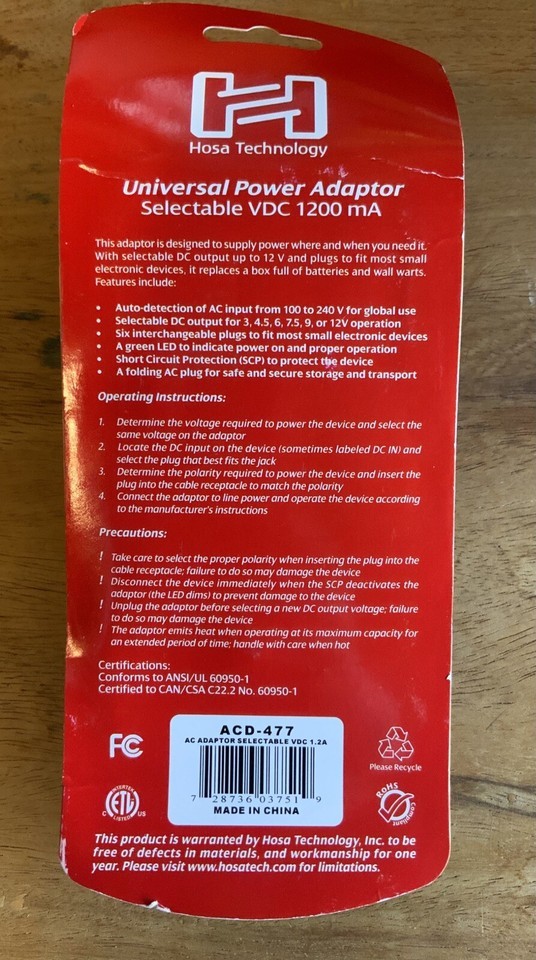 Hosa Technology
Universal Power Adaptor
Selectable VDC 1200 mA
This adaptor is designed to supply power where and when you need it.
With selectable DC output up to 12 V and plugs to fit most small
electronic devices, it replaces a box full of batteries and wall warts.
Features include:
• Auto-detection of AC input from 100 to 240 V for global use
• Selectable DC output for 3, 4.5, 6, 7.5, 9, or 12V operation
• Six interchangeable plugs to fit most small electronic devices
• A green LED to indicate power on and proper operation
• Short Circuit Protection (SCP) to protect the device
• A folding AC plug for safe and secure storage and transport
Operating Instructions:
1. Determine the voltage required to power the device and select the
same voltage on the adaptor
2. Locate the DC input on the device (sometimes labeled DC IN) and
select the plug that best fits the jack
3. Determine the polarity required to power the device and insert the
plug into the cable receptacle to match the polarity
4. Connect the adaptor to line power and operate the device according
to the manufacturer's instructions
Precautions:
! Take care to select the proper polarity when inserting the plug into the
cable receptacle; failure to do so may damage the device
! Disconnect the device immediately when the SCP deactivates the
adaptor (the LED dims) to prevent damage to the device
! Unplug the adaptor before selecting a new DC output voltage; failure
to do so may damage the device
! The adaptor emits heat when operating at its maximum capacity for
an extended period of time; handle with care when hot
Certifications:
Conforms to ANSI/UL 60950-1
Certified to CAN/CSA C22.2 No. 60950-1
FC
ACD-477
AC ADAPTOR SELECTABLE VDC 1.2A
7 28736 03751 9
MADE IN CHINA
Please Recycle
INTERTEK
C ETL US
LISTED
RoHS
Compliant
This product is warranted by Hosa Technology, Inc. to be
free of defects in materials, and workmanship for one
year. Please visit www.hosatech.com for limitations.